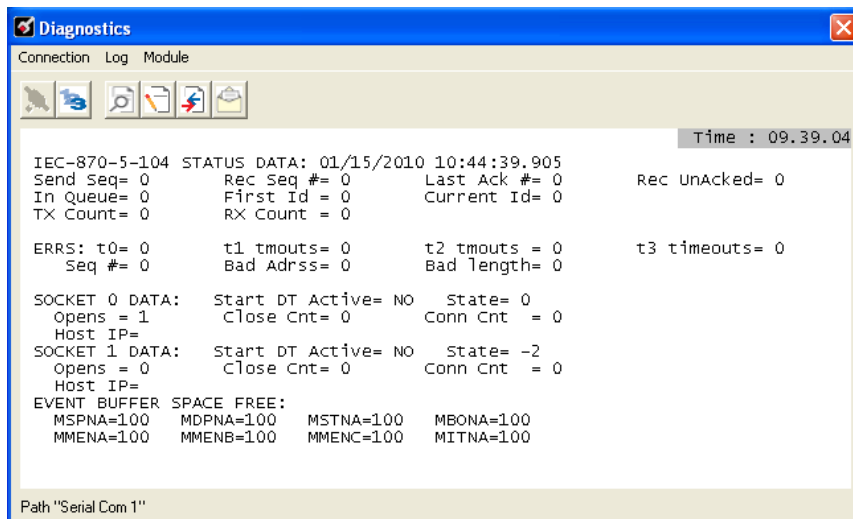 Diagnostics
Connection Log Module
Time : 09.39.04
IEC-870-5-104 STATUS DATA: 01/15/2010 10:44:39.905
Send Seq= 0 Rec Seq #= 0 Last Ack #= 0 Rec UnAcked= 0
In Queue= 0 First Id = 0 Current Id= 0
TX Count= 0 RX Count = 0
ERRS: t0= 0 t1 tmouts= 0 t2 tmouts = 0 t3 timeouts= 0
Seq #= 0 Bad Adrss= 0 Bad length= 0
SOCKET 0 DATA: Start DT Active= NO State= 0
Opens = 1 Close Cnt= 0 Conn Cnt = 0
Host IP=
SOCKET 1 DATA: Start DT Active= NO State= -2
Opens = 0 Close Cnt= 0 Conn Cnt = 0
Host IP=
EVENT BUFFER SPACE FREE:
MSPNA=100 MDPNA=100 MSTNA=100 MBONA=100
MMENA=100 MMENB=100 MMENC=100 MITNA=100
Path "Serial Com 1"